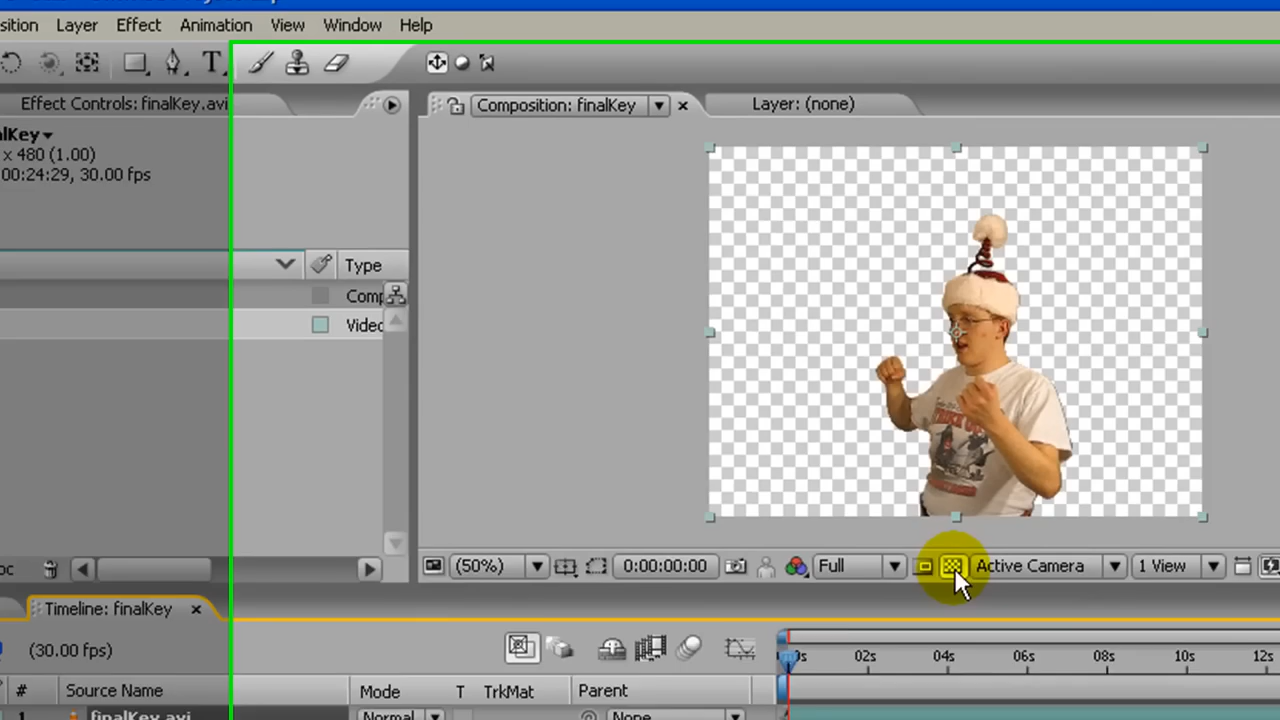 sition Layer Effect Animation View Window Help
T
Effect Controls: finalKey.avi
Composition: finalKey
Layer: (none)
alKey
x 480 (1.00)
00:24:29, 30.00 fps
Type
Comp
Video
oc
(50%)
0:00:00:00
Full
Active Camera
1 View
Timeline: finalKey
(30.00 fps)
0s 02s 04s 06s 08s 10s 12s
# Source Name Mode T TrkMat Parent
1 finalKey.avi Normal None